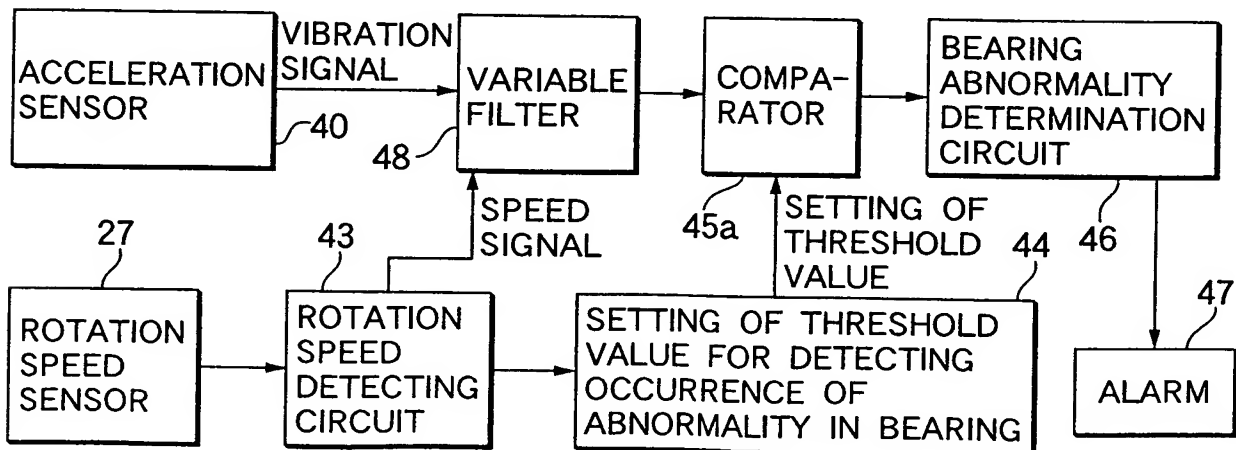 ACCELERATION
SENSOR
40
VIBRATION
SIGNAL
VARIABLE
FILTER
48
COMPA-
RATOR
45a
BEARING
ABNORMALITY
DETERMINATION
CIRCUIT
46
SPEED
SIGNAL
SETTING OF
THRESHOLD
VALUE
27
ROTATION
SPEED
SENSOR
43
ROTATION
SPEED
DETECTING
CIRCUIT
44
SETTING OF THRESHOLD
VALUE FOR DETECTING
OCCURRENCE OF
ABNORMALITY IN BEARING
47
ALARM